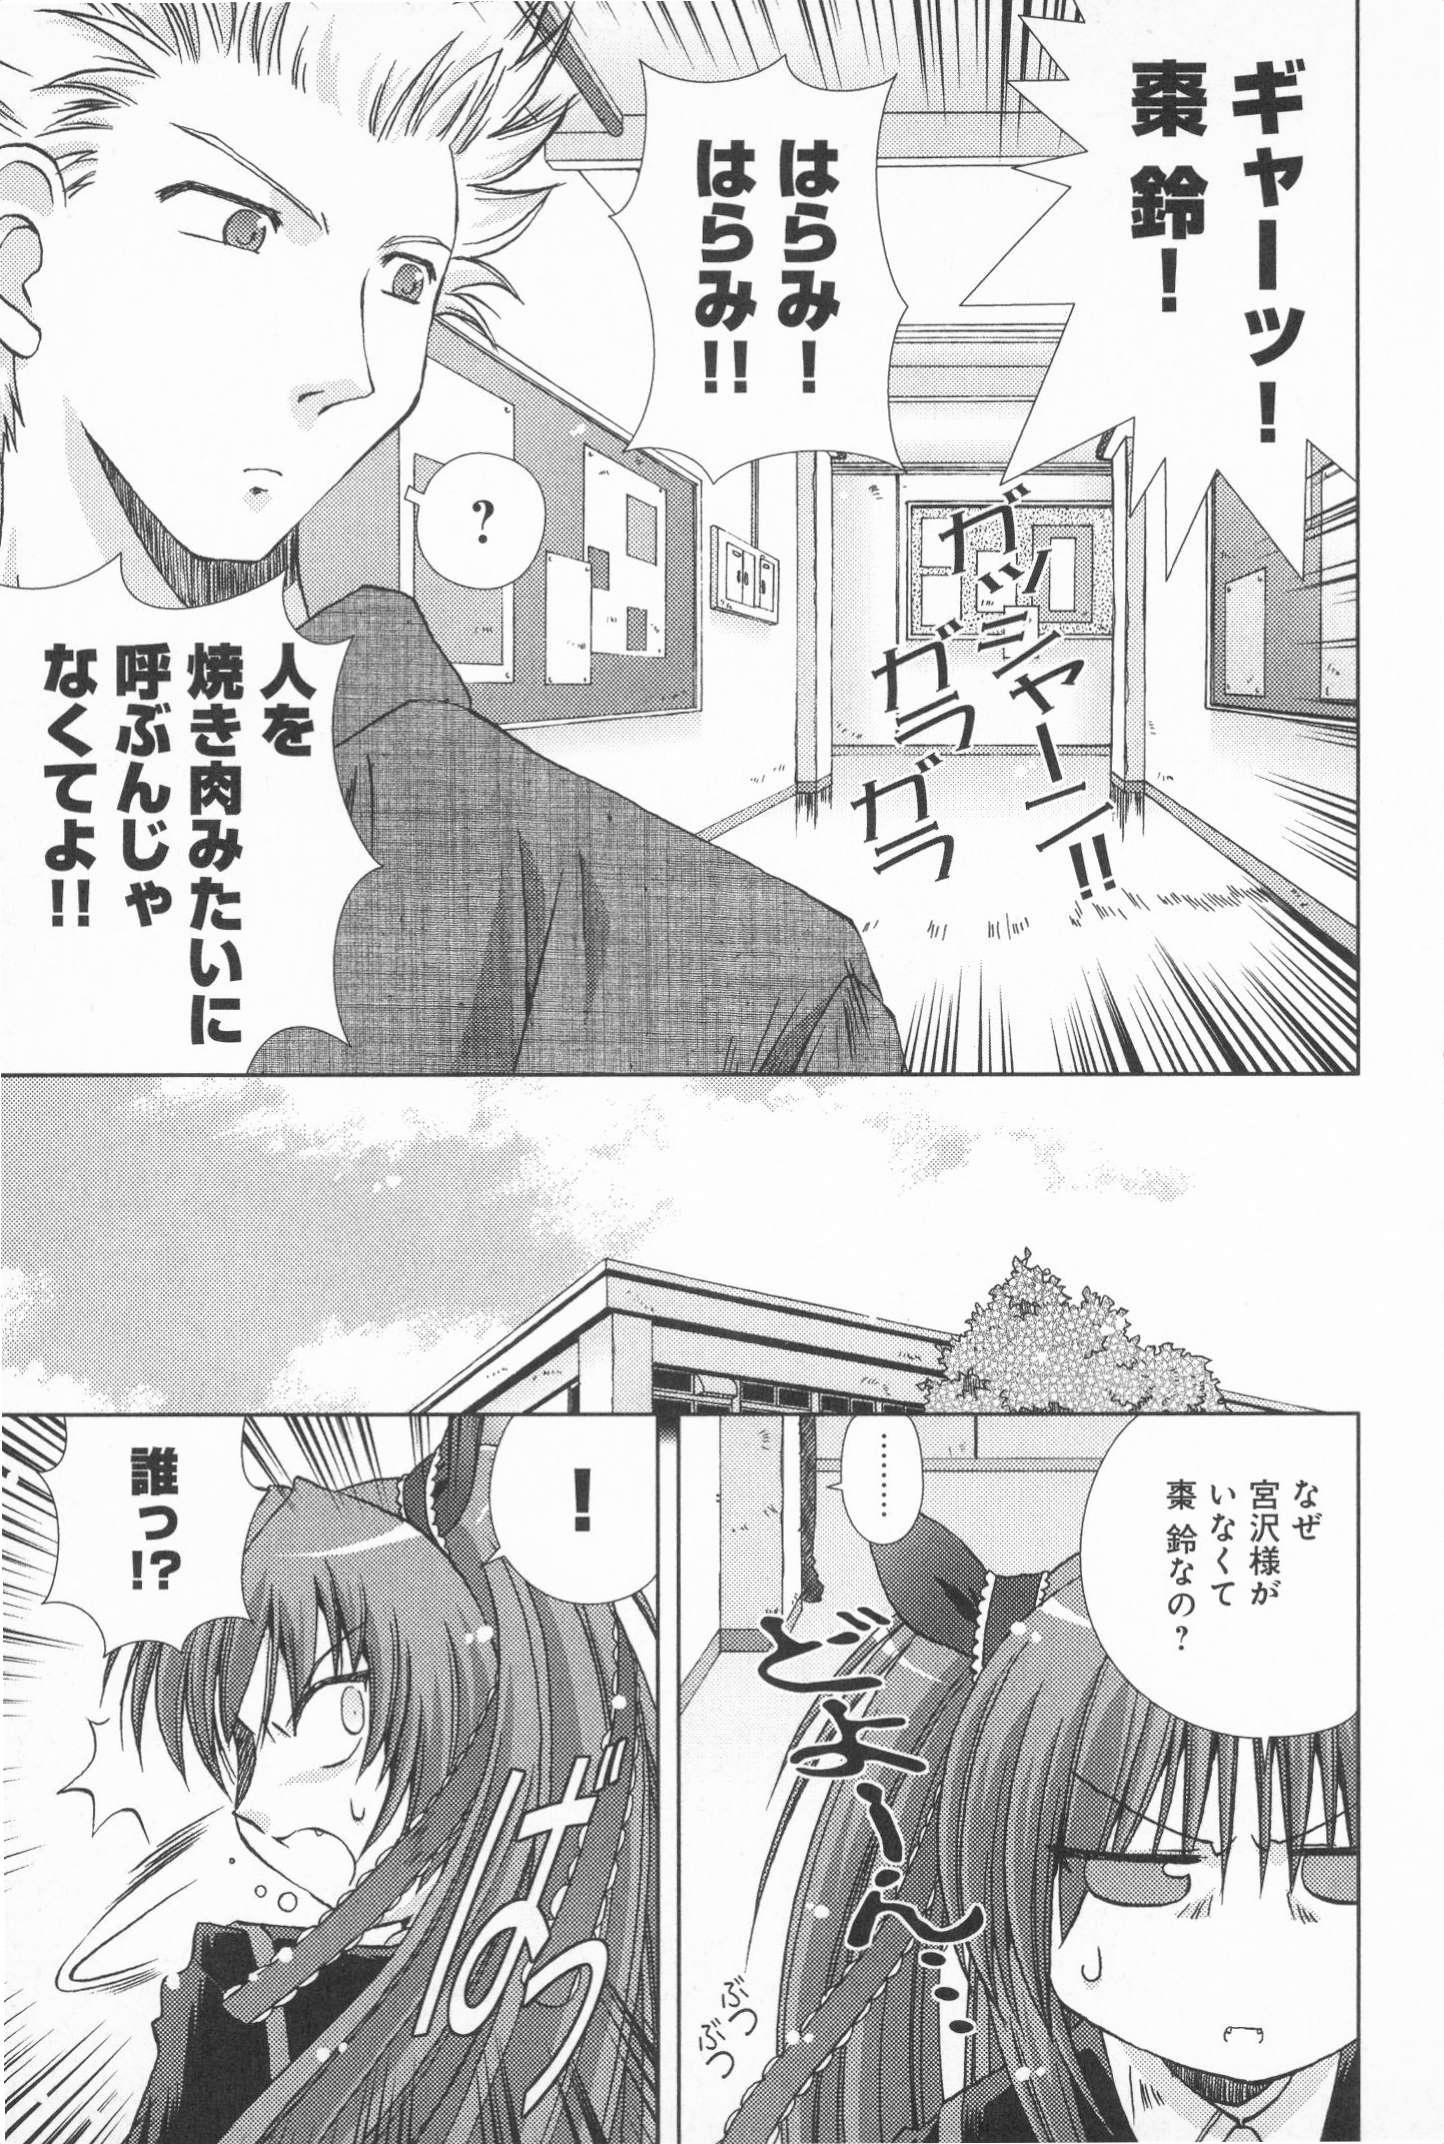 ギャーッ！
棗 鈴！
はらみ！
はらみ!!
ガッシャーン!!
ガラ
ガラ
？
人を
焼き肉みたいに
呼ぶんじゃ
なくてよ!!
なぜ
宮沢様が
いなくて
棗 鈴なの？
………
どよーん‥
ぶつ
ぶつ
！
ばっ
誰っ!?